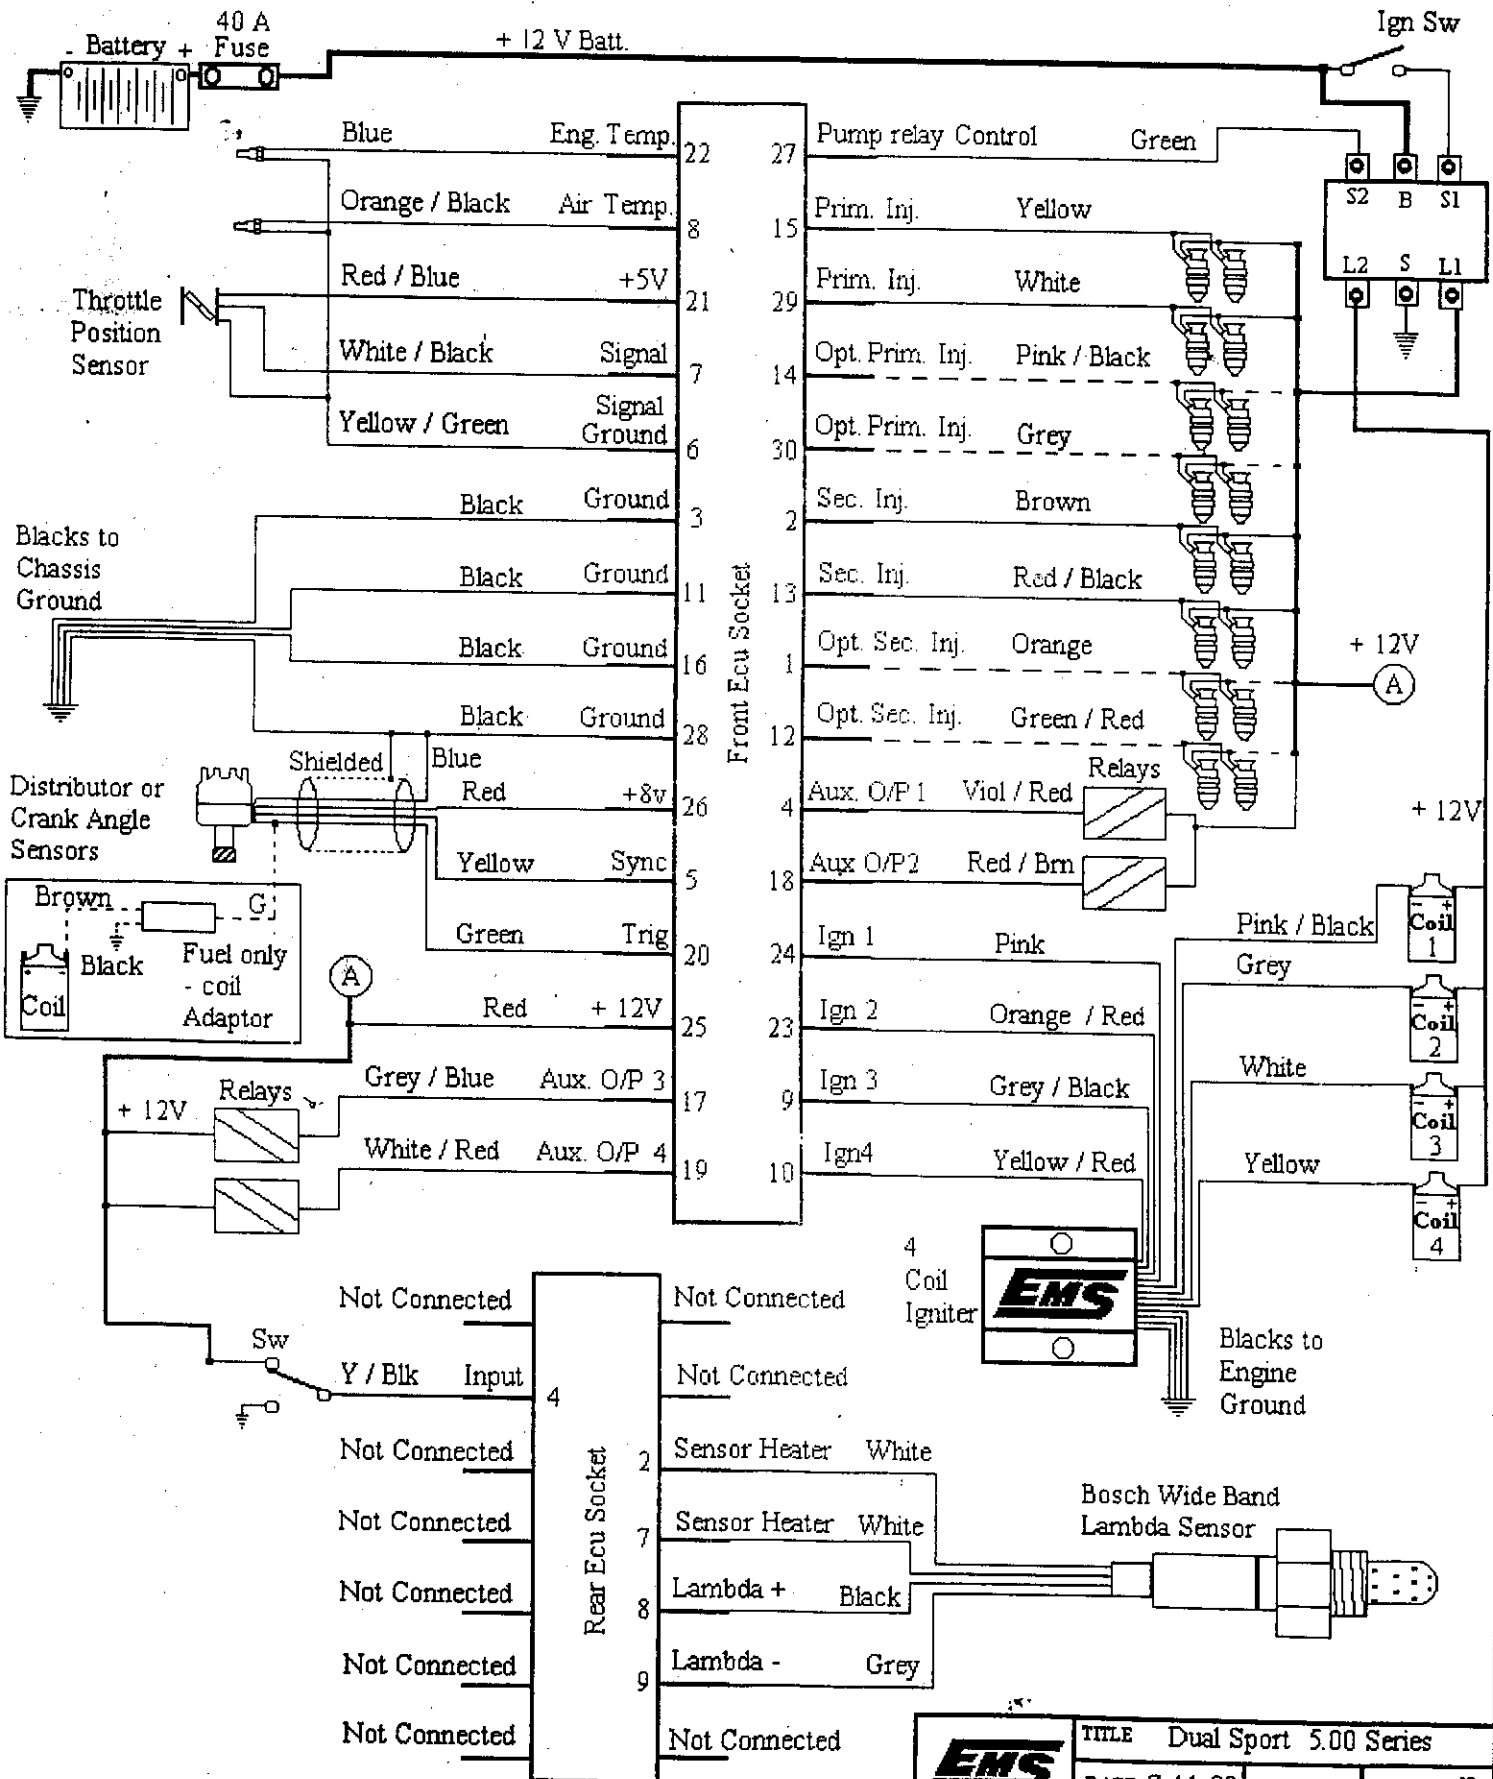 40 A
Fuse
- Battery +
+ 12 V Batt.
Ign Sw
Blue
Eng. Temp.
22
27
Pump relay Control
Green
S2
B
S1
L2
S
L1
Orange / Black
Air Temp.
8
15
Prim. Inj.
Yellow
Red / Blue
+5V
21
29
Prim. Inj.
White
Throttle
Position
Sensor
White / Black
Signal
7
14
Opt. Prim. Inj.
Pink / Black
Yellow / Green
Signal
Ground
6
30
Opt. Prim. Inj.
Grey
Black
Ground
3
2
Sec. Inj.
Brown
Blacks to
Chassis
Ground
Black
Ground
11
13
Sec. Inj.
Red / Black
Black
Ground
16
1
Opt. Sec. Inj.
Orange
+ 12V
A
Black
Ground
28
12
Opt. Sec. Inj.
Green / Red
Front Ecu Socket
Shielded
Blue
Distributor or
Crank Angle
Sensors
Red
+8v
26
4
Aux. O/P 1
Viol / Red
Relays
+ 12V
Yellow
Sync
5
18
Aux O/P2
Red / Brn
Brown
G
Black
Fuel only
- coil
Adaptor
Coil
Green
Trig
20
24
Ign 1
Pink
Pink / Black
- +
Coil
1
A
Red
+ 12V
25
23
Ign 2
Orange / Red
Grey
- +
Coil
2
Relays
+ 12V
Grey / Blue
Aux. O/P 3
17
9
Ign 3
Grey / Black
White
- +
Coil
3
White / Red
Aux. O/P 4
19
10
Ign4
Yellow / Red
Yellow
- +
Coil
4
4
Coil
Igniter
EMS
Blacks to
Engine
Ground
Not Connected
Not Connected
Sw
Y / Blk
Input
4
Not Connected
Not Connected
2
Sensor Heater
White
Not Connected
7
Sensor Heater
White
Bosch Wide Band
Lambda Sensor
Not Connected
8
Lambda +
Black
Not Connected
9
Lambda -
Grey
Not Connected
Not Connected
Rear Ecu Socket
EMS
TITLE
Dual Sport 5.00 Series